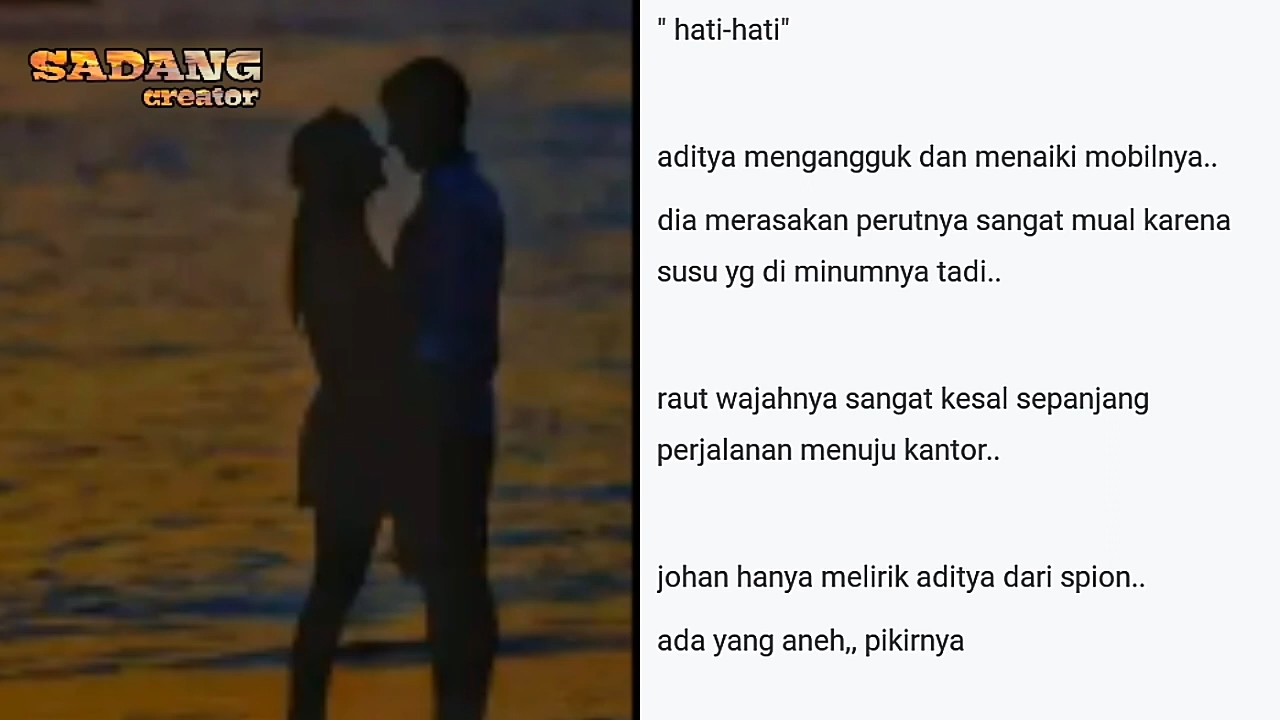 SADANG
creator
" hati-hati"
aditya mengangguk dan menaiki mobilnya..
dia merasakan perutnya sangat mual karena
susu yg di minumnya tadi..
raut wajahnya sangat kesal sepanjang
perjalanan menuju kantor..
johan hanya melirik aditya dari spion..
ada yang aneh,, pikirnya